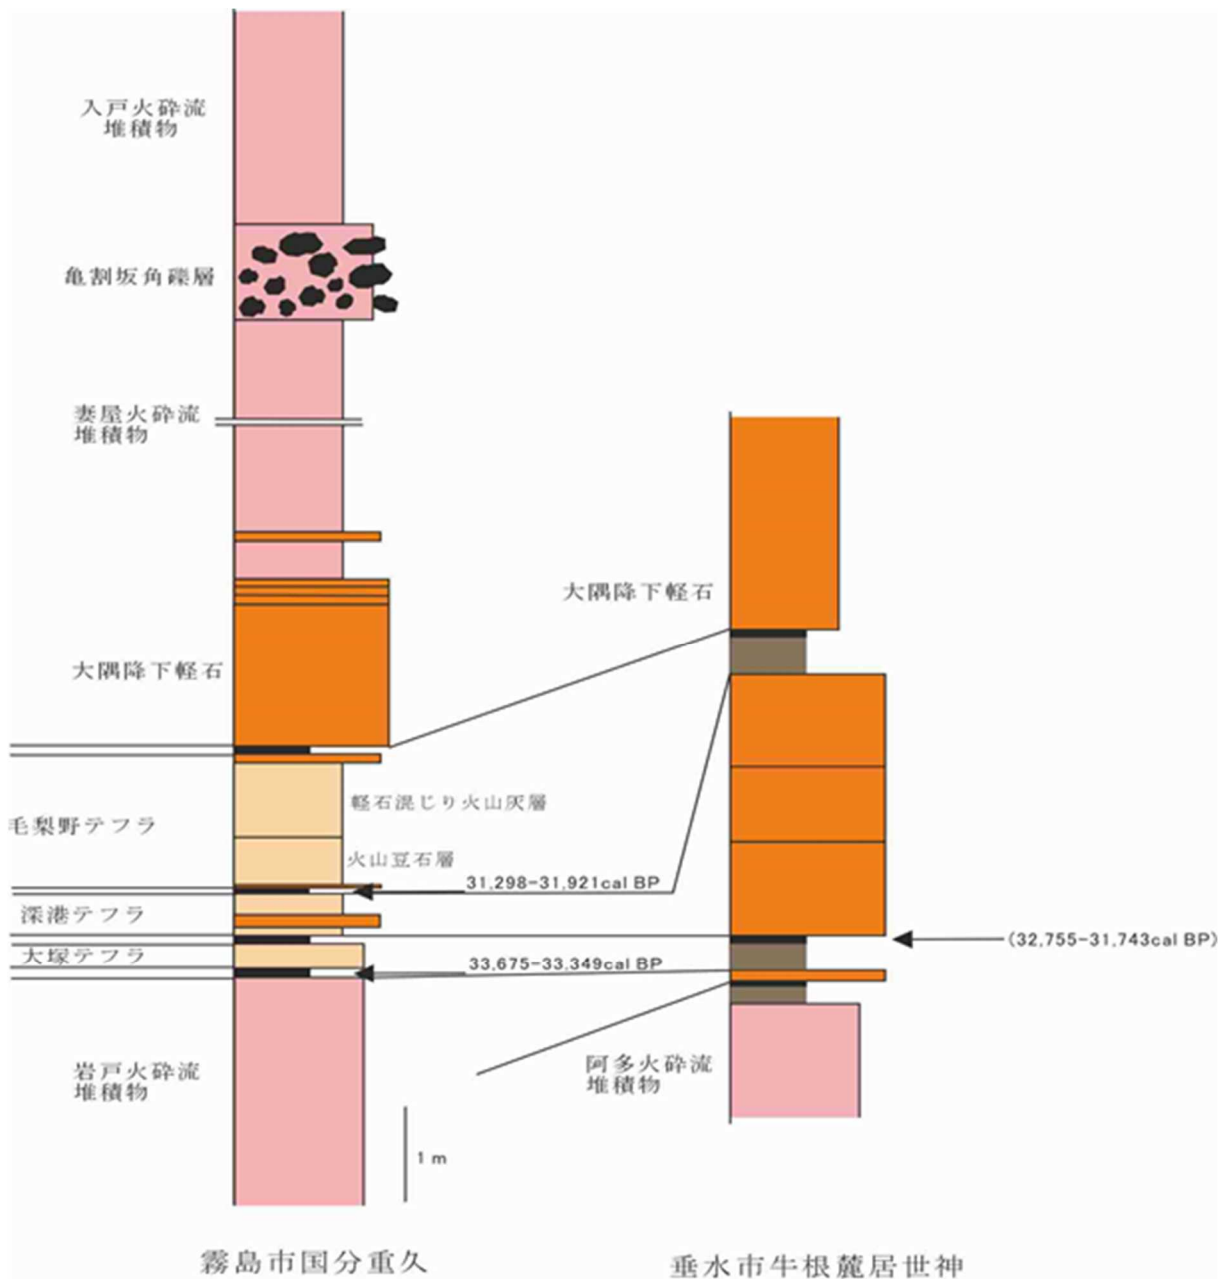 入戸火砕流
堆積物
亀割坂角礫層
妻屋火砕流
堆積物
大隅降下軽石
大隅降下軽石
軽石混じり火山灰層
毛梨野テフラ
火山豆石層
31,298-31,921cal BP
深港テフラ
(32,755-31,743cal BP)
大塚テフラ
33,675-33,349cal BP
岩戸火砕流
堆積物
阿多火砕流
堆積物
1 m
霧島市国分重久
垂水市牛根麓居世神